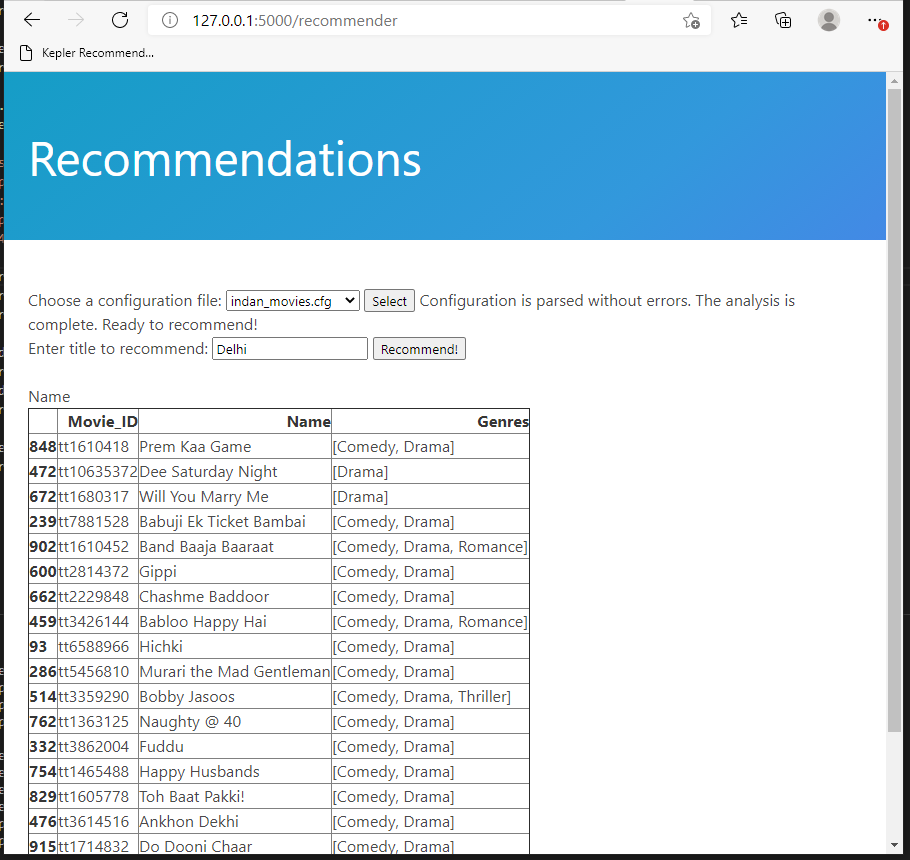 127.0.0.1:5000/recommender
Kepler Recommend...
Recommendations
Choose a configuration file: indan_movies.cfg Select Configuration is parsed without errors. The analysis is
complete. Ready to recommend!
Enter title to recommend: Delhi Recommend!
Name
Movie_ID Name Genres
848 tt1610418 Prem Kaa Game [Comedy, Drama]
472 tt10635372 Dee Saturday Night [Drama]
672 tt1680317 Will You Marry Me [Drama]
239 tt7881528 Babuji Ek Ticket Bambai [Comedy, Drama]
902 tt1610452 Band Baaja Baaraat [Comedy, Drama, Romance]
600 tt2814372 Gippi [Comedy, Drama]
662 tt2229848 Chashme Baddoor [Comedy, Drama]
459 tt3426144 Babloo Happy Hai [Comedy, Drama, Romance]
93 tt6588966 Hichki [Comedy, Drama]
286 tt5456810 Murari the Mad Gentleman [Comedy, Drama]
514 tt3359290 Bobby Jasoos [Comedy, Drama, Thriller]
762 tt1363125 Naughty @ 40 [Comedy, Drama]
332 tt3862004 Fuddu [Comedy, Drama]
754 tt1465488 Happy Husbands [Comedy, Drama]
829 tt1605778 Toh Baat Pakki! [Comedy, Drama]
476 tt3614516 Ankhon Dekhi [Comedy, Drama]
915 tt1714832 Do Dooni Chaar [Comedy, Drama]